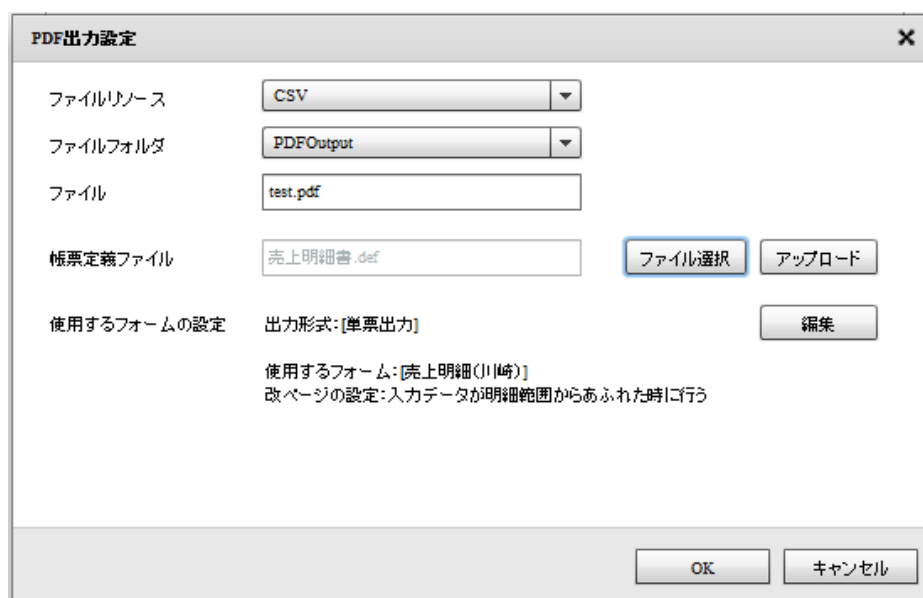 PDF出力設定
ファイルリソース CSV
ファイルフォルダ PDFOutput
ファイル test.pdf
帳票定義ファイル 売上明細書.def ファイル選択 アップロード
使用するフォームの設定 出力形式:[単票出力] 編集
使用するフォーム:[売上明細(川崎)]
改ページの設定:入力データが明細範囲からあふれた時に行う
OK キャンセル